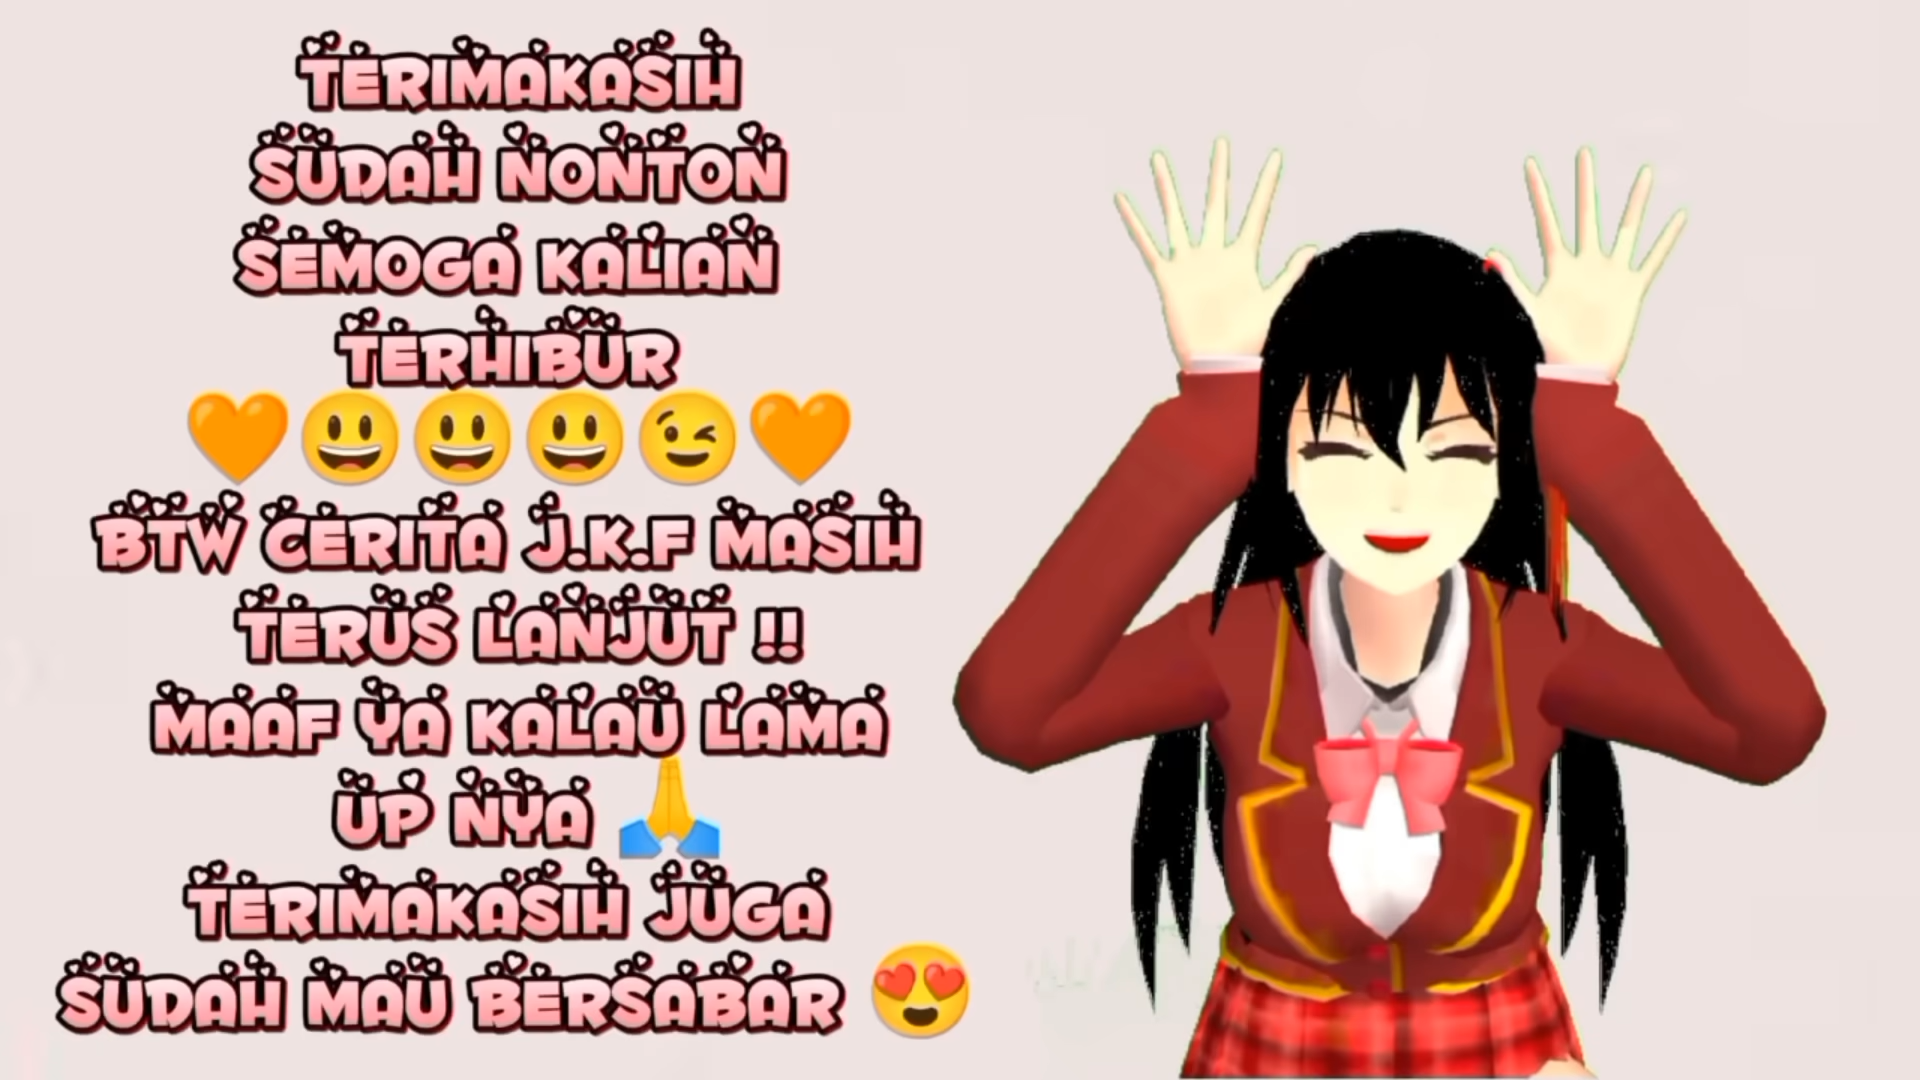 TERIMAKASIH
SUDAH NONTON
SEMOGA KALIAN
TERHIBUR
🧡😃😃😃😉🧡
BTW CERITA J.K.F MASIH
TERUS LANJUT !!
MAAF YA KALAU LAMA
UP NYA 🙏
TERIMAKASIH JUGA
SUDAH MAU BERSABAR 😍